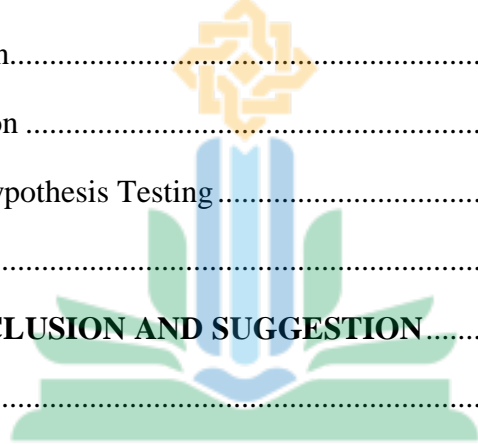 n.......................................................
on .....................................................
ypothesis Testing ...............................
............................................................
CLUSION AND SUGGESTION .......
............................................................